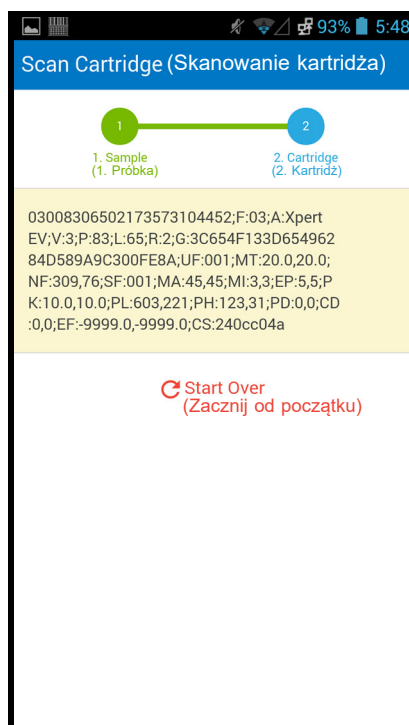 93% 5:48
Scan Cartridge (Skanowanie kartridża)
1 2
1. Sample 2. Cartridge
(1. Próbka) (2. Kartridż)
03008306502173573104452;F:03;A:Xpert
EV;V:3;P:83;L:65;R:2;G:3C654F133D654962
84D589A9C300FE8A;UF:001;MT:20.0,20.0;
NF:309,76;SF:001;MA:45,45;MI:3,3;EP:5,5;P
K:10.0,10.0;PL:603,221;PH:123,31;PD:0,0;CD
:0,0;EF:-9999.0,-9999.0;CS:240cc04a
Start Over
(Zacznij od początku)